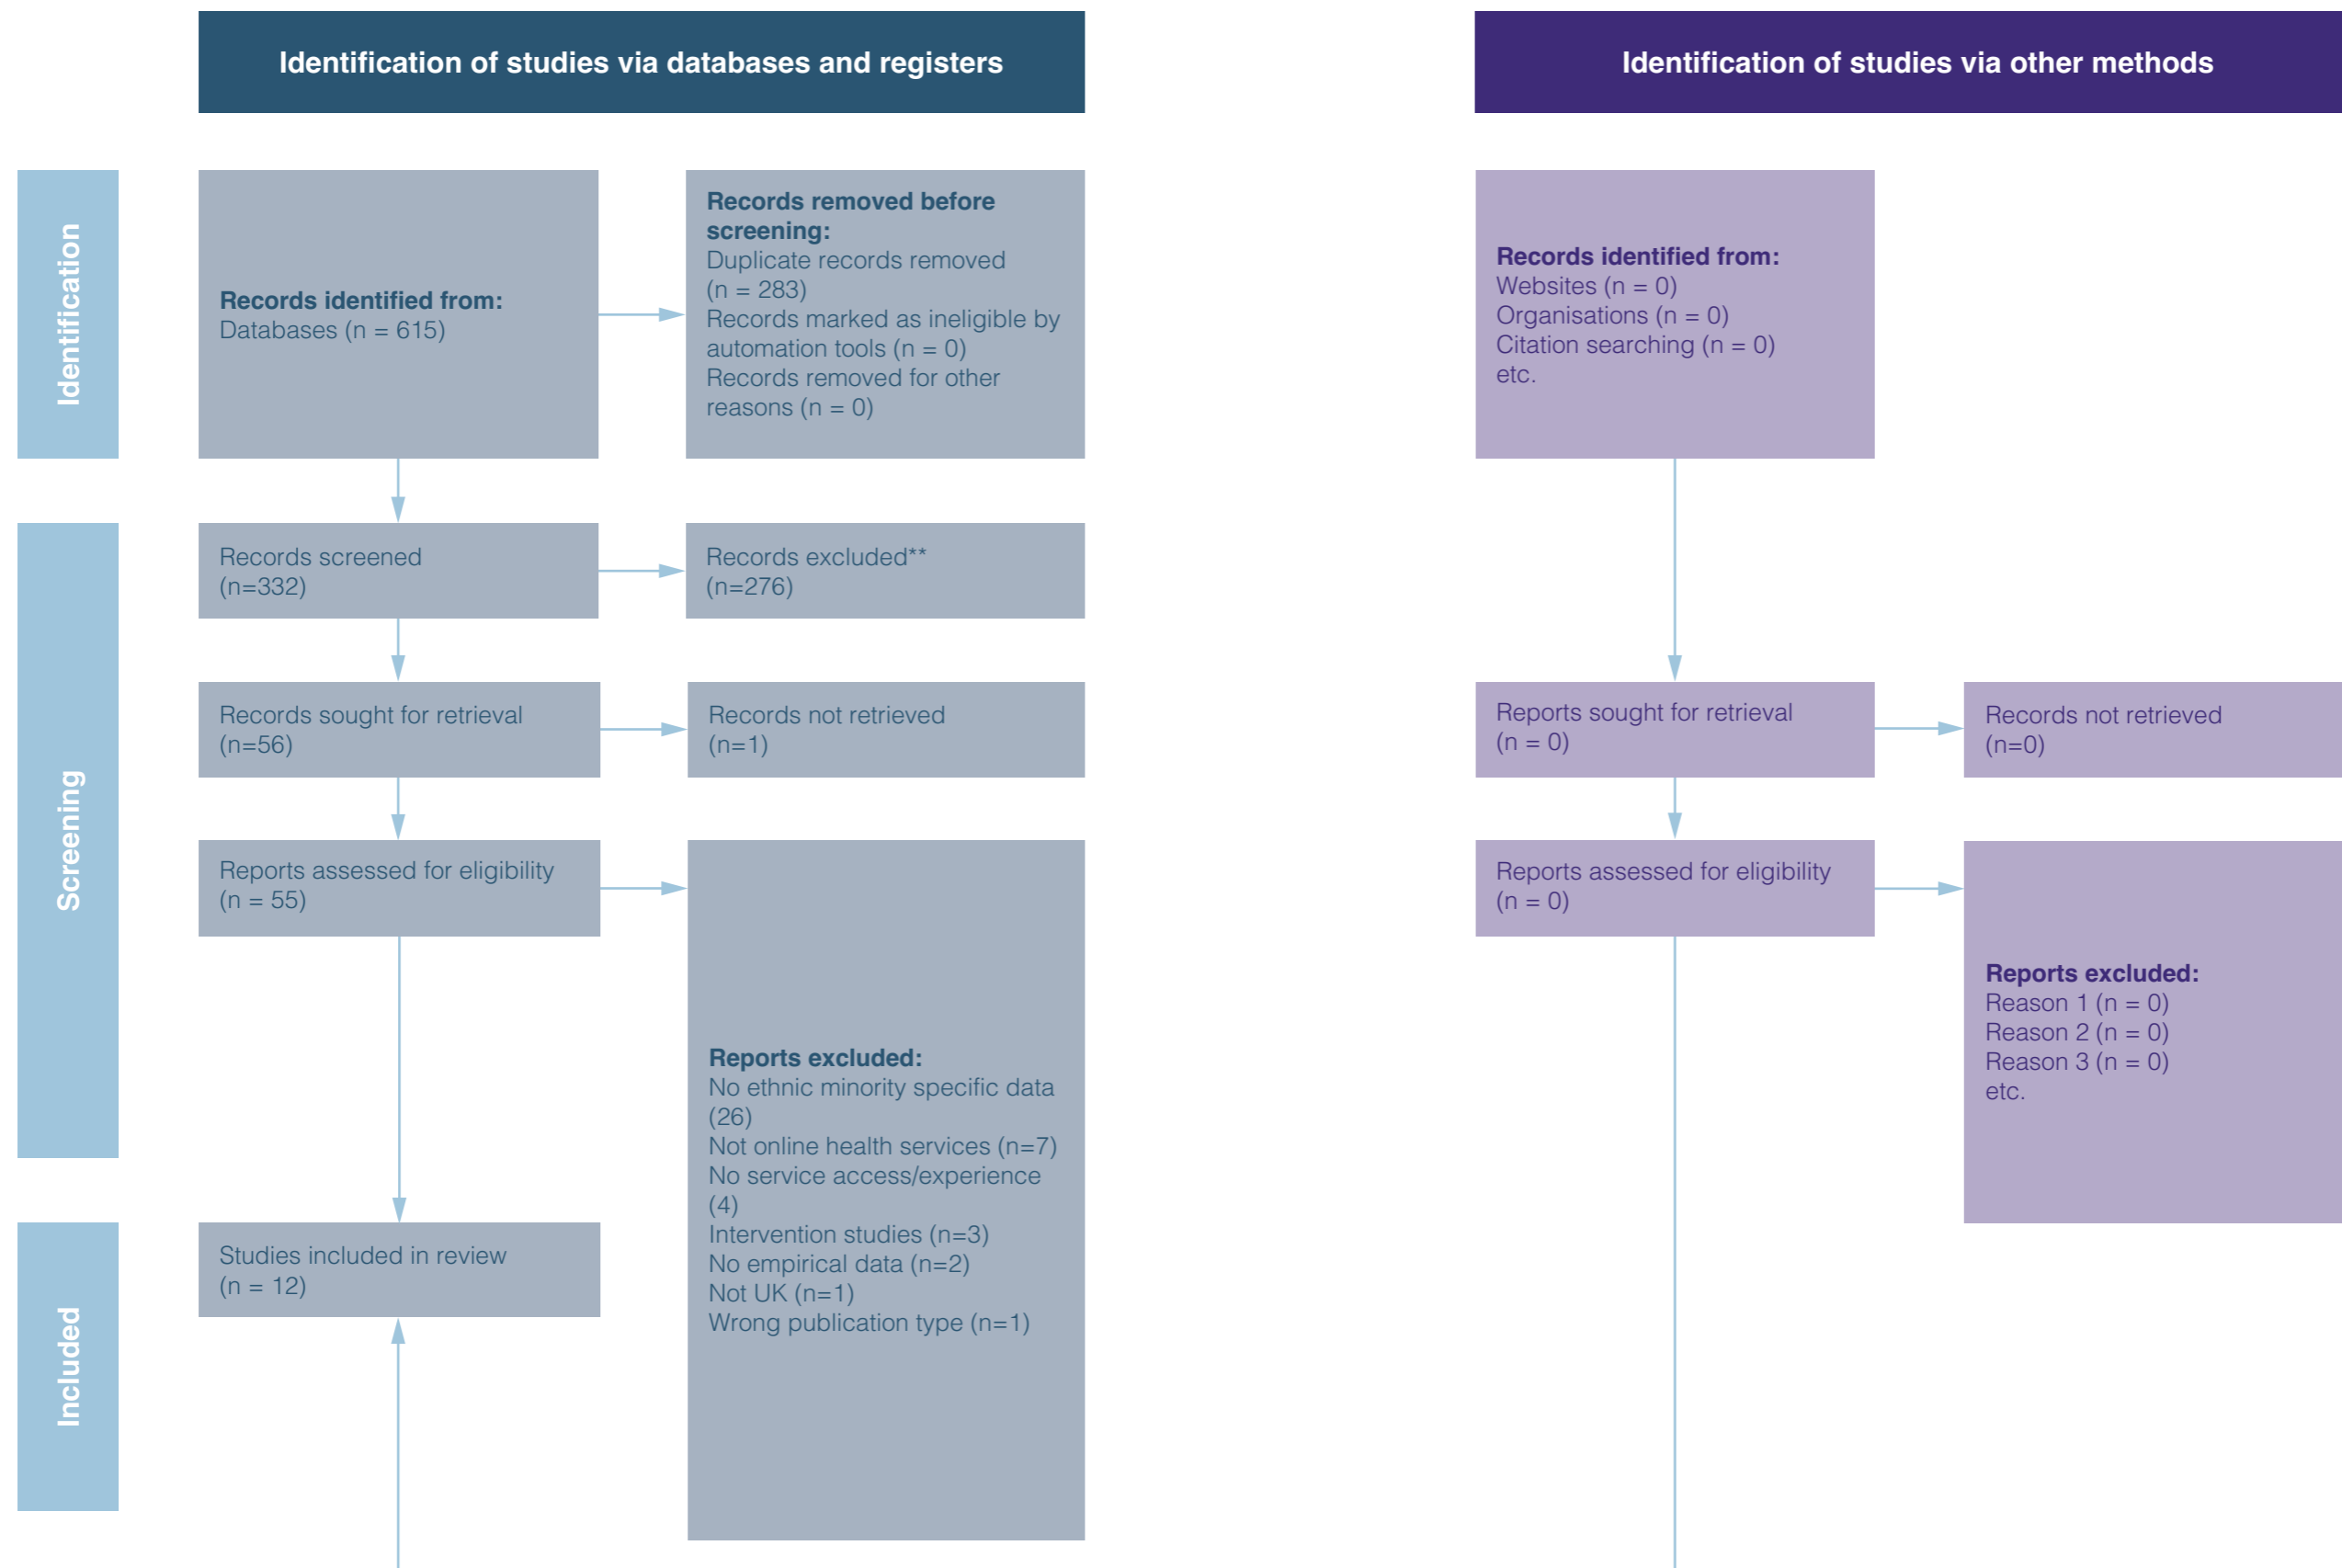 Identification of studies via databases and registers
Identification of studies via other methods
Identification
Records identified from:
Databases (n = 615)
Records removed before
screening:
Duplicate records removed
(n = 283)
Records marked as ineligible by
automation tools (n = 0)
Records removed for other
reasons (n = 0)
Records identified from:
Websites (n = 0)
Organisations (n = 0)
Citation searching (n = 0)
etc.
Screening
Records screened
(n=332)
Records excluded**
(n=276)
Records sought for retrieval
(n=56)
Records not retrieved
(n=1)
Reports sought for retrieval
(n = 0)
Records not retrieved
(n=0)
Reports assessed for eligibility
(n = 55)
Reports excluded:
No ethnic minority specific data
(26)
Not online health services (n=7)
No service access/experience
(4)
Intervention studies (n=3)
No empirical data (n=2)
Not UK (n=1)
Wrong publication type (n=1)
Reports assessed for eligibility
(n = 0)
Reports excluded:
Reason 1 (n = 0)
Reason 2 (n = 0)
Reason 3 (n = 0)
etc.
Included
Studies included in review
(n = 12)